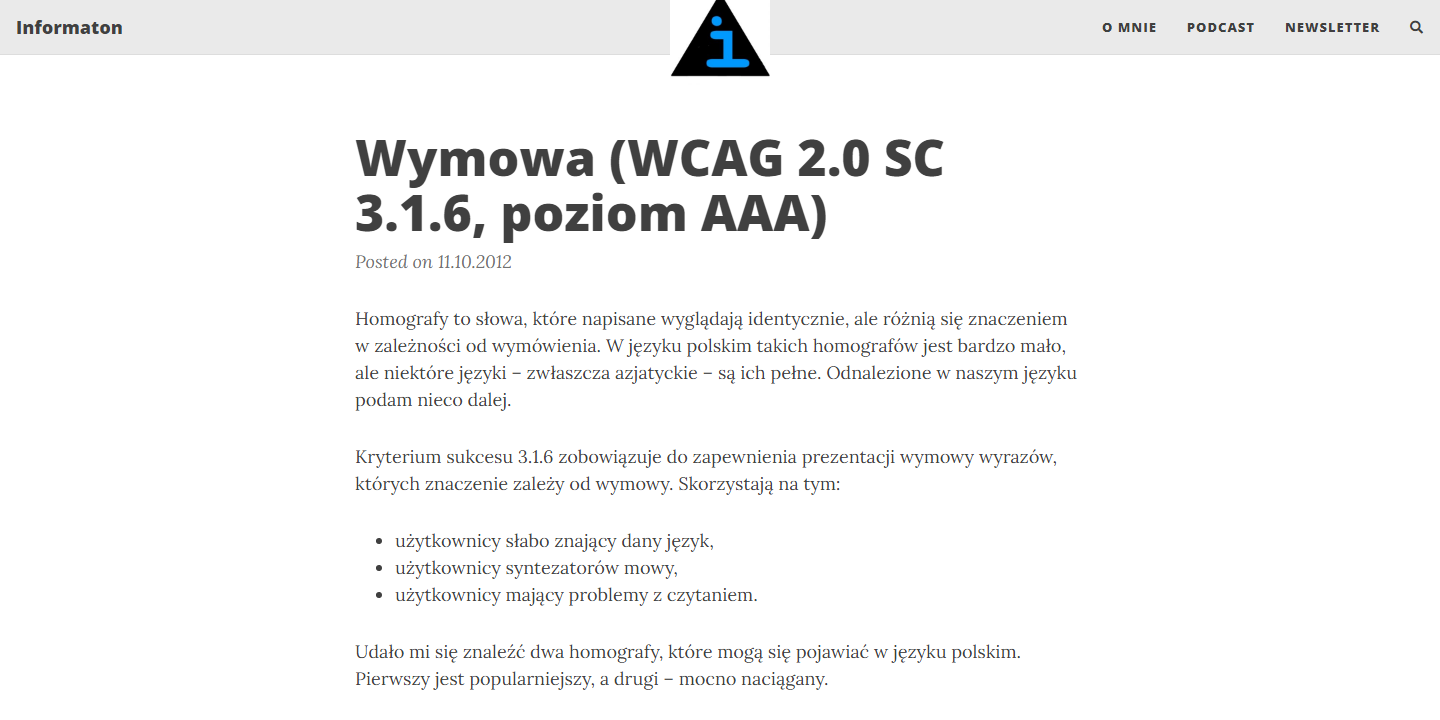 Informaton
i
O MNIE
PODCAST
NEWSLETTER
Wymowa (WCAG 2.0 SC
3.1.6, poziom AAA)
Posted on 11.10.2012
Homografy to słowa, które napisane wyglądają identycznie, ale różnią się znaczeniem
w zależności od wymówienia. W języku polskim takich homografów jest bardzo mało,
ale niektóre języki – zwłaszcza azjatyckie – są ich pełne. Odnalezione w naszym języku
podam nieco dalej.
Kryterium sukcesu 3.1.6 zobowiązuje do zapewnienia prezentacji wymowy wyrazów,
których znaczenie zależy od wymowy. Skorzystają na tym:
użytkownicy słabo znający dany język,
użytkownicy syntezatorów mowy,
użytkownicy mający problemy z czytaniem.
Udało mi się znaleźć dwa homografy, które mogą się pojawiać w języku polskim.
Pierwszy jest popularniejszy, a drugi – mocno naciągany.